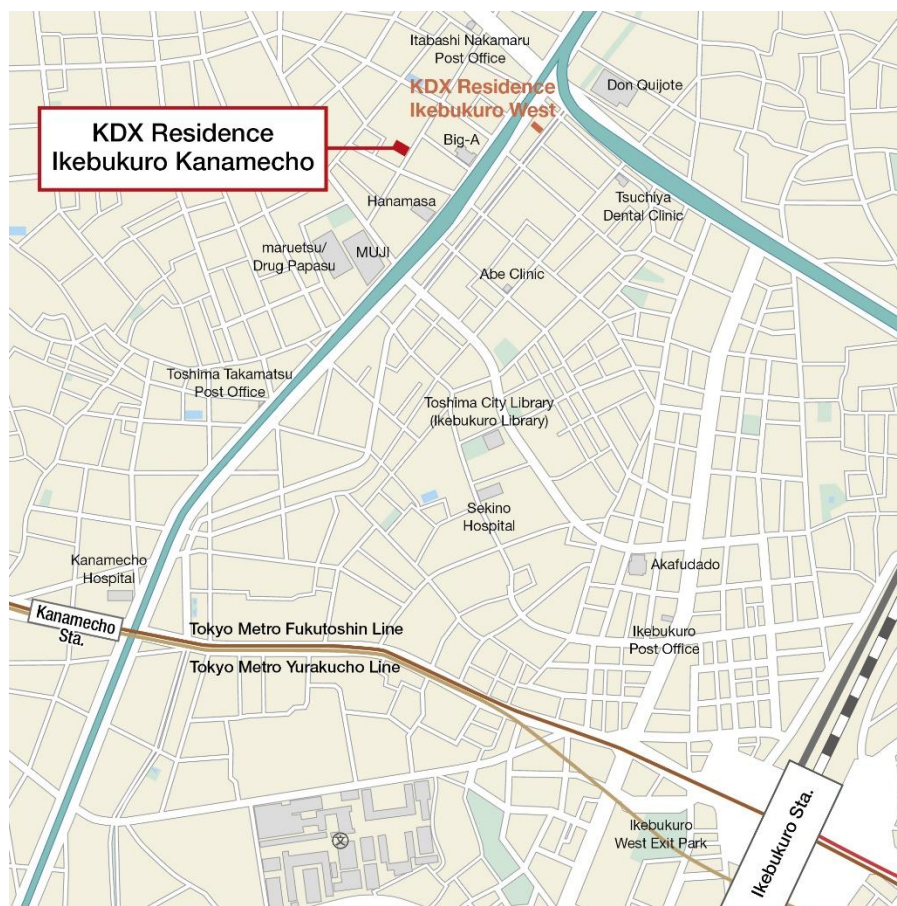 Itabashi Nakamaru
Post Office
KDX Residence
Ikebukuro West
Don Quijote
KDX Residence
Ikebukuro Kanamecho
Big-A
Tsuchiya
Dental Clinic
Hanamasa
maruetsu/
Drug Papasu
MUJI
Abe Clinic
Toshima Takamatsu
Post Office
Toshima City Library
(Ikebukuro Library)
Sekino
Hospital
Kanamecho
Hospital
Akafudado
Kanamecho
Sta.
Tokyo Metro Fukutoshin Line
Tokyo Metro Yurakucho Line
Ikebukuro
Post Office
Ikebukuro
West Exit Park
Ikebukuro Sta.
文